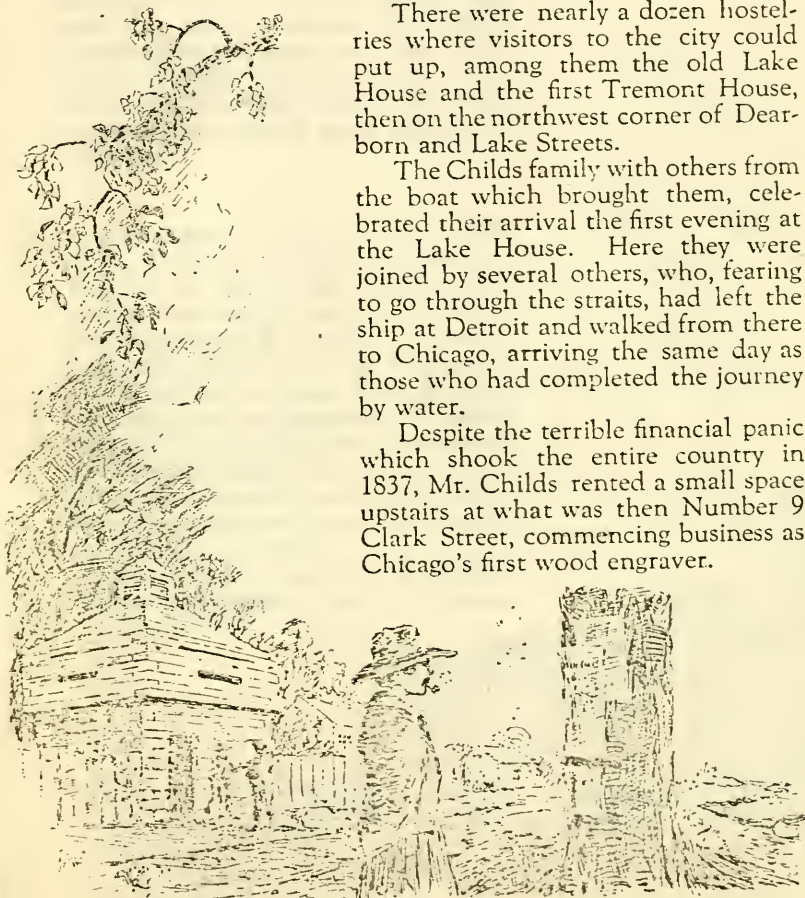 There were nearly a dozen hostel-
ries where visitors to the city could
put up, among them the old Lake
House and the first Tremont House,
then on the northwest corner of Dear-
born and Lake Streets.
The Childs family with others from
the boat which brought them, cele-
brated their arrival the first evening at
the Lake House. Here they were
joined by several others, who, fearing
to go through the straits, had left the
ship at Detroit and walked from there
to Chicago, arriving the same day as
those who had completed the journey
by water.
Despite the terrible financial panic
which shook the entire country in
1837, Mr. Childs rented a small space
upstairs at what was then Number 9
Clark Street, commencing business as
Chicago's first wood engraver.